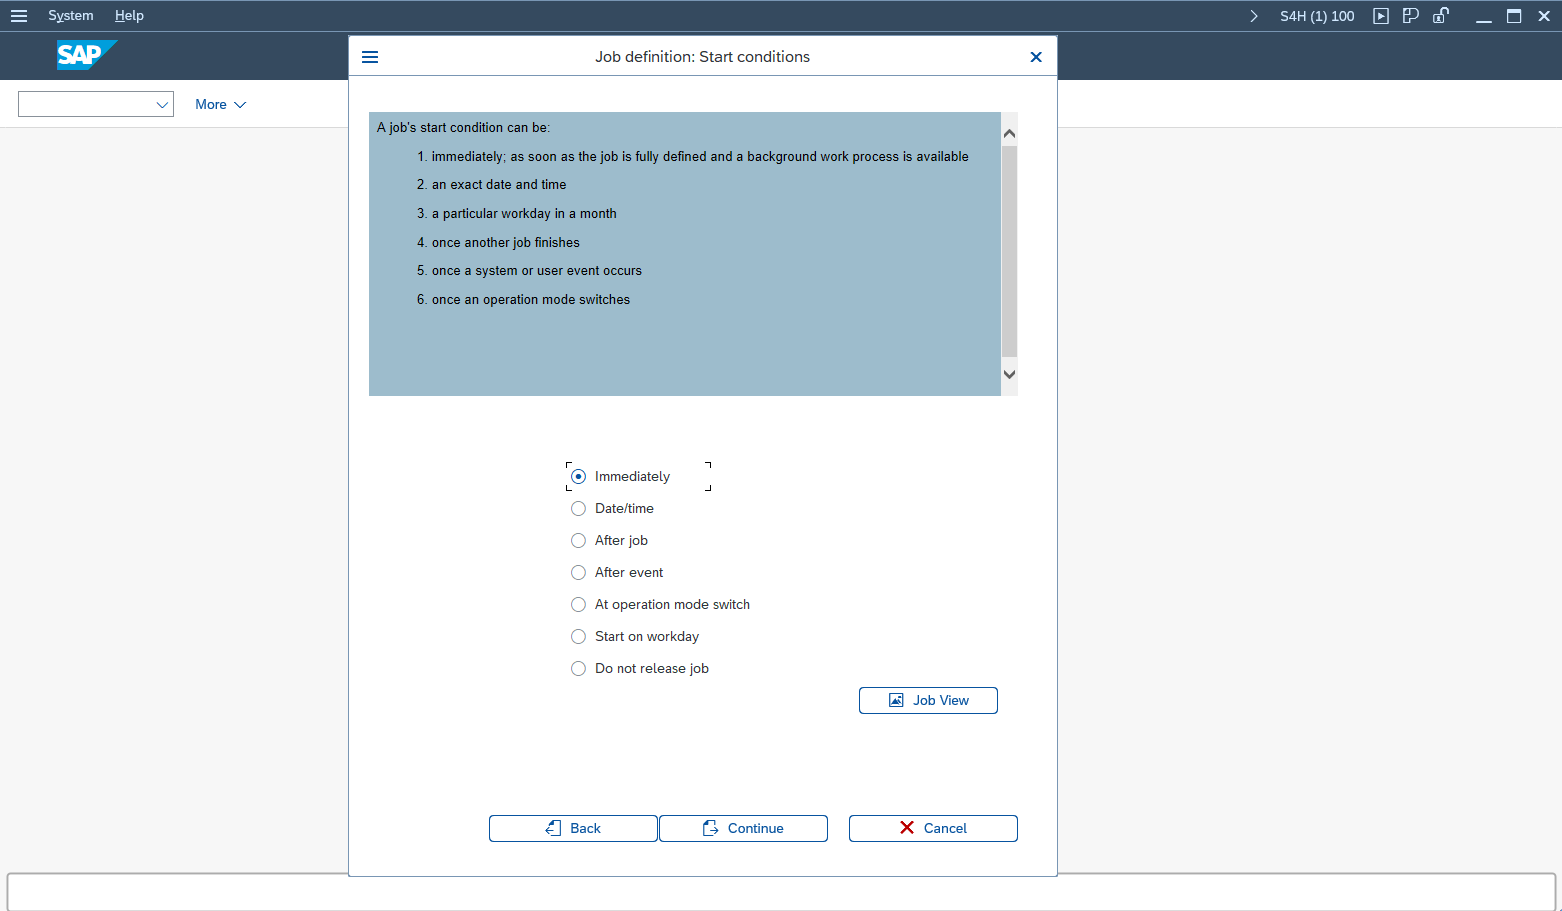 System Help
S4H (1) 100
SAP
Job definition: Start conditions
More
A job's start condition can be:
1. immediately; as soon as the job is fully defined and a background work process is available
2. an exact date and time
3. a particular workday in a month
4. once another job finishes
5. once a system or user event occurs
6. once an operation mode switches
Immediately
Date/time
After job
After event
At operation mode switch
Start on workday
Do not release job
Job View
Back Continue Cancel